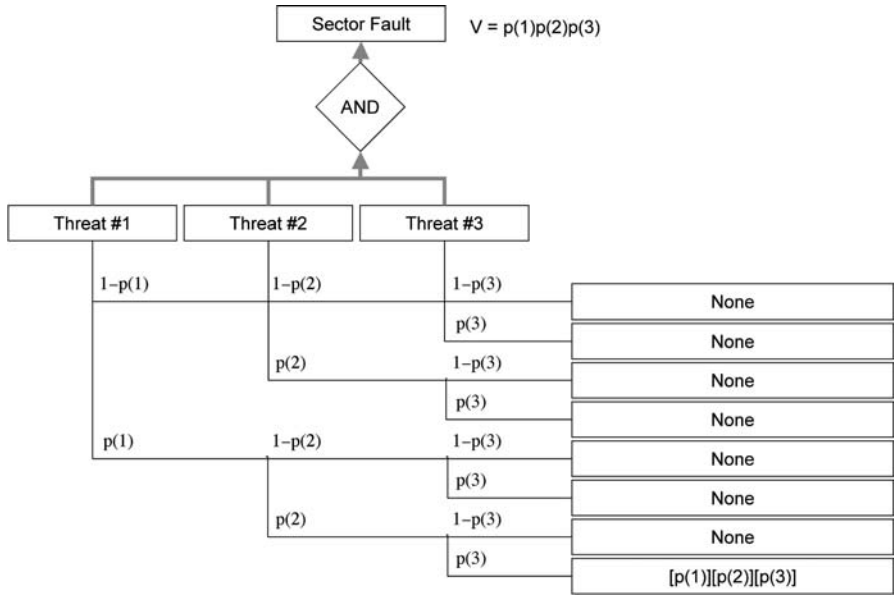 Sector Fault
V = p(1)p(2)p(3)
AND
Threat #1
Threat #2
Threat #3
1–p(1)
1–p(2)
1–p(3)
None
p(3)
None
p(2)
1–p(3)
None
p(3)
None
p(1)
1–p(2)
1–p(3)
None
p(3)
None
p(2)
1–p(3)
None
p(3)
[p(1)][p(2)][p(3)]